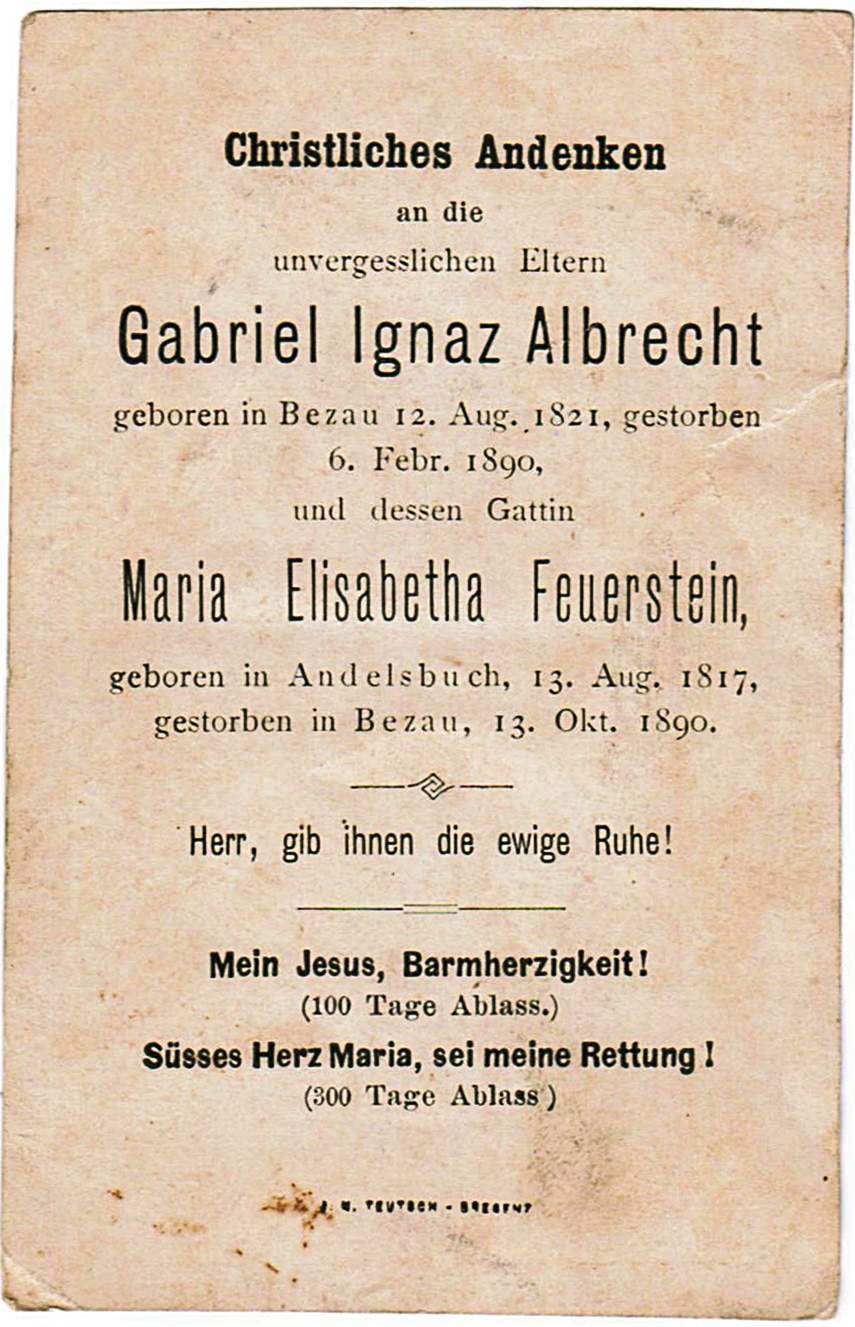 Christliches Andenken
an die
unvergesslichen Eltern
Gabriel Ignaz Albrecht
geboren in Bezau 12. Aug. 1821, gestorben
6. Febr. 1890,
und dessen Gattin
Maria Elisabetha Feuerstein,
geboren in Andelsbuch, 13. Aug. 1817,
gestorben in Bezau, 13. Okt. 1890.
Herr, gib ihnen die ewige Ruhe!
Mein Jesus, Barmherzigkeit!
(100 Tage Ablass.)
Süsses Herz Maria, sei meine Rettung!
(300 Tage Ablass)
TEUTSCH - BREGENZ